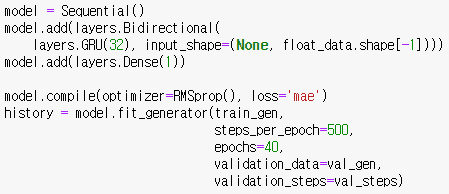 model = Sequential()
model.add(layers.Bidirectional(
    layers.GRU(32), input_shape=(None, float_data.shape[-1])))
model.add(layers.Dense(1))

model.compile(optimizer=RMSprop(), loss='mae')
history = model.fit_generator(train_gen,
                              steps_per_epoch=500,
                              epochs=40,
                              validation_data=val_gen,
                              validation_steps=val_steps)